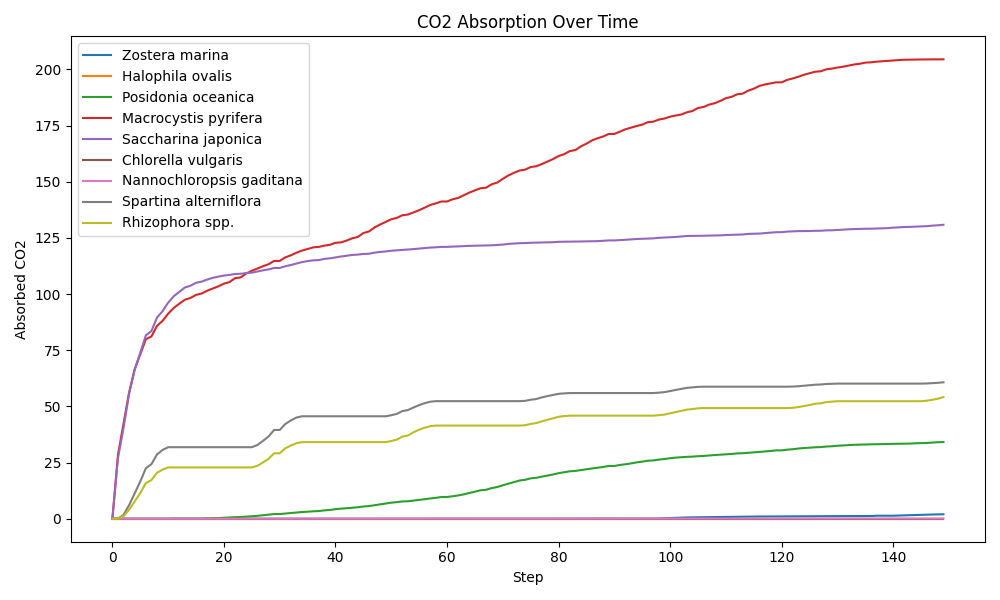 CO2 Absorption Over Time
Zostera marina
Halophila ovalis
Posidonia oceanica
Macrocystis pyrifera
Saccharina japonica
Chlorella vulgaris
Nannochloropsis gaditana
Spartina alterniflora
Rhizophora spp.
Absorbed CO2
200
175
150
125
100
75
50
25
0
0 20 40 60 80 100 120 140
Step